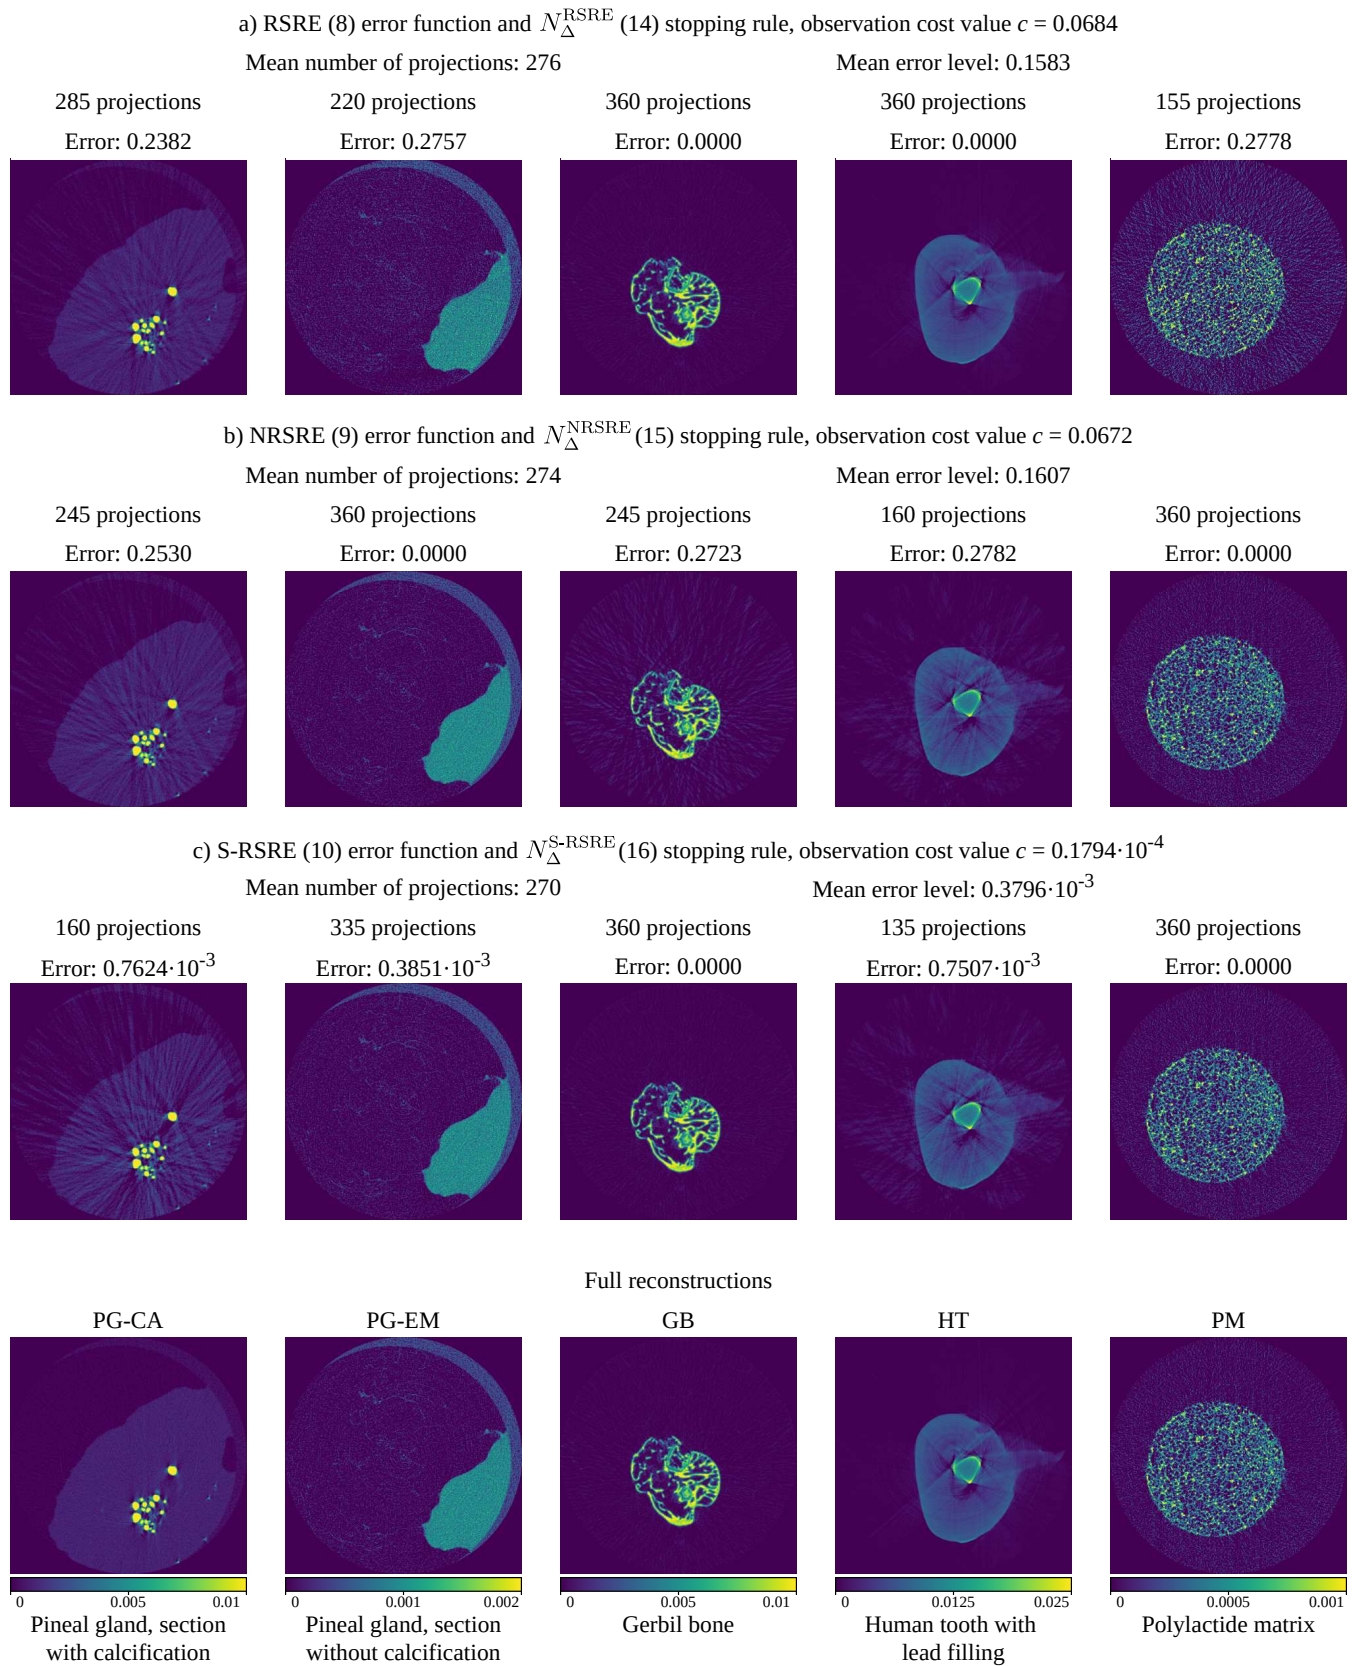 a) RSRE (8) error function and N_Δ^RSRE (14) stopping rule, observation cost value c = 0.0684
Mean number of projections: 276 Mean error level: 0.1583
285 projections 220 projections 360 projections 360 projections 155 projections
Error: 0.2382 Error: 0.2757 Error: 0.0000 Error: 0.0000 Error: 0.2778
b) NRSRE (9) error function and N_Δ^NRSRE (15) stopping rule, observation cost value c = 0.0672
Mean number of projections: 274 Mean error level: 0.1607
245 projections 360 projections 245 projections 160 projections 360 projections
Error: 0.2530 Error: 0.0000 Error: 0.2723 Error: 0.2782 Error: 0.0000
c) S-RSRE (10) error function and N_Δ^S-RSRE (16) stopping rule, observation cost value c = 0.1794·10^-4
Mean number of projections: 270 Mean error level: 0.3796·10^-3
160 projections 335 projections 360 projections 135 projections 360 projections
Error: 0.7624·10^-3 Error: 0.3851·10^-3 Error: 0.0000 Error: 0.7507·10^-3 Error: 0.0000
Full reconstructions
PG-CA PG-EM GB HT PM
0 0.005 0.01 0 0.001 0.002 0 0.005 0.01 0 0.0125 0.025 0 0.0005 0.001
Pineal gland, section Pineal gland, section Gerbil bone Human tooth with Polylactide matrix
with calcification without calcification lead filling